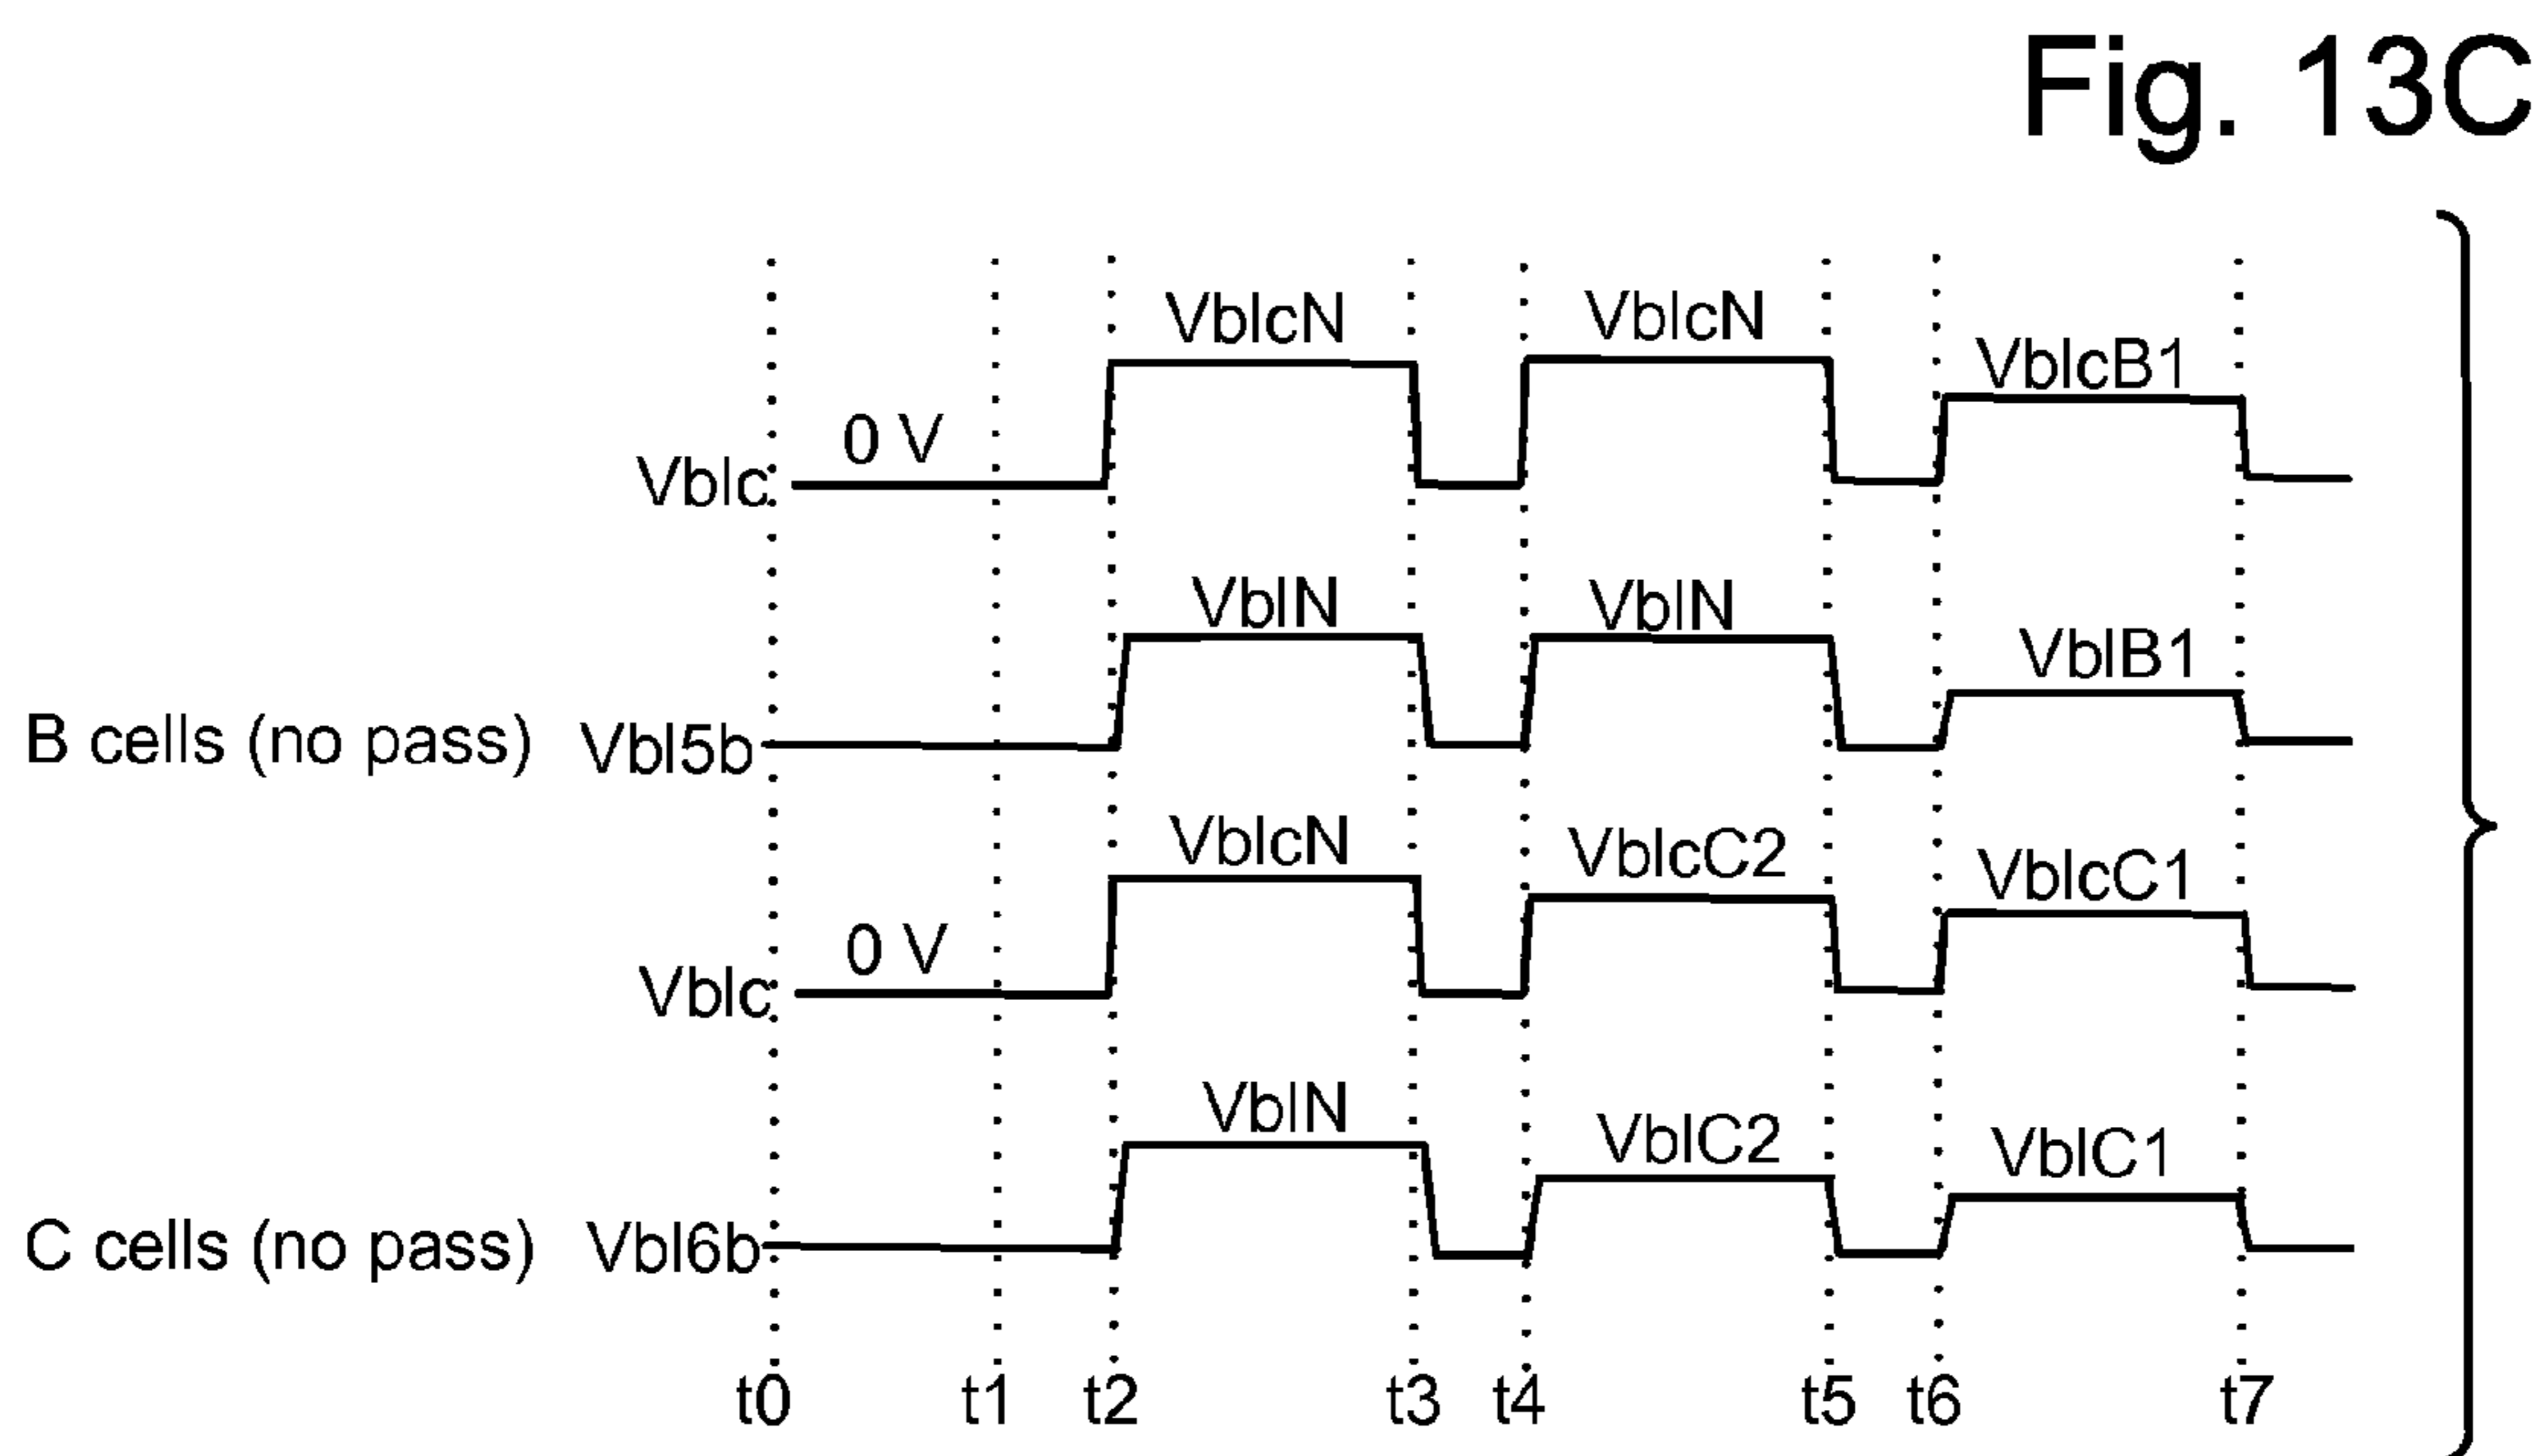 Fig. 13C
VblcN VblcN VblcB1
0 V
Vblc
VblN VblN VblB1
B cells (no pass) Vbl5b
VblcN VblcC2 VblcC1
0 V
Vblc
VblN VblC2 VblC1
C cells (no pass) Vbl6b
t0 t1 t2 t3 t4 t5 t6 t7